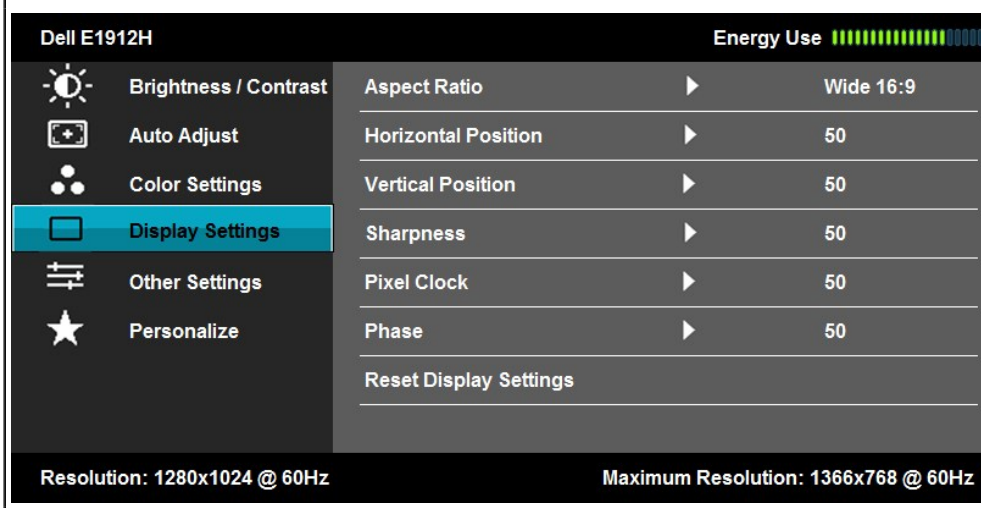 Dell E1912H Energy Use
Brightness / Contrast Aspect Ratio Wide 16:9
Auto Adjust Horizontal Position 50
Color Settings Vertical Position 50
Display Settings Sharpness 50
Other Settings Pixel Clock 50
Personalize Phase 50
Reset Display Settings
Resolution: 1280x1024 @ 60Hz Maximum Resolution: 1366x768 @ 60Hz